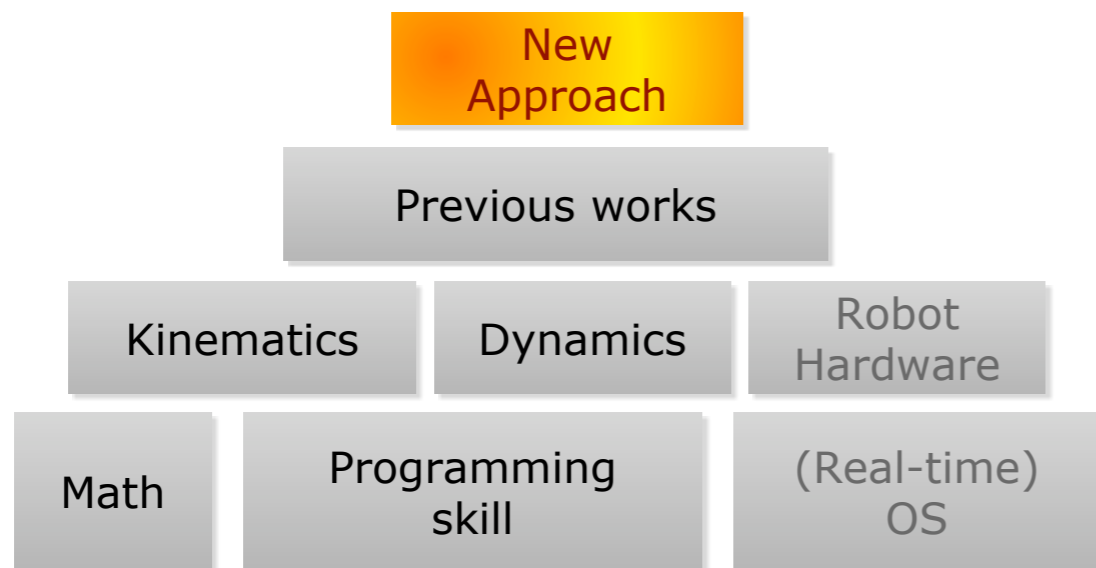 New
Approach
Previous works
Kinematics
Dynamics
Robot
Hardware
Math
Programming
skill
(Real-time)
OS